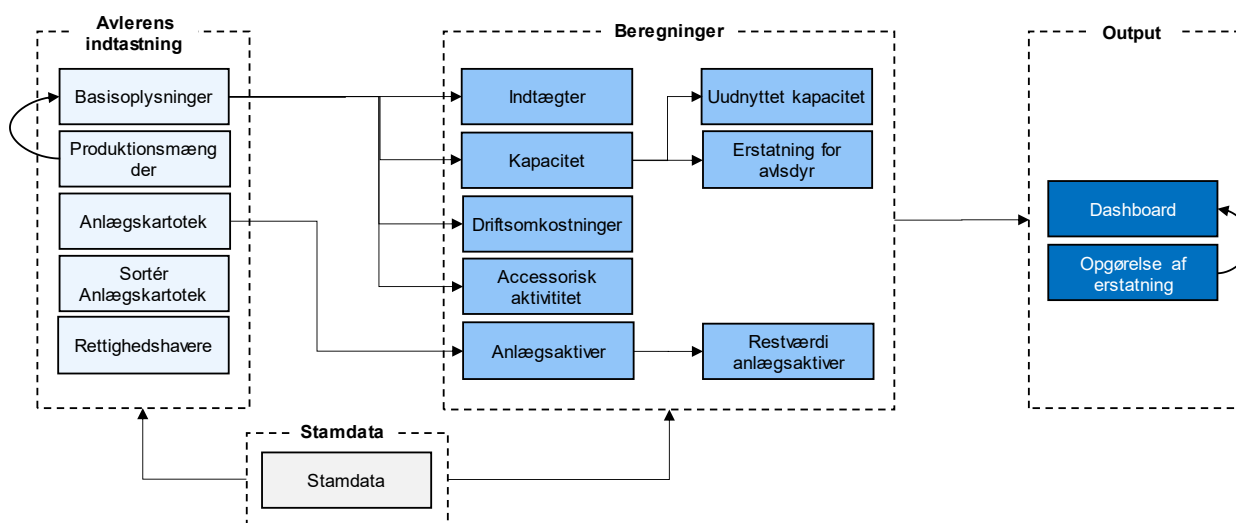 Avlerens
indtastning
Basisoplysninger
Produktionsmæng
der
Anlægskartotek
Sortér
Anlægskartotek
Rettighedshavere
Beregninger
Indtægter
Kapacitet
Driftsomkostninger
Accessorisk
aktivititet
Anlægsaktiver
Uudnyttet kapacitet
Erstatning for
avlsdyr
Restværdi
anlægsaktiver
Output
Dashboard
Opgørelse af
erstatning
Stamdata
Stamdata